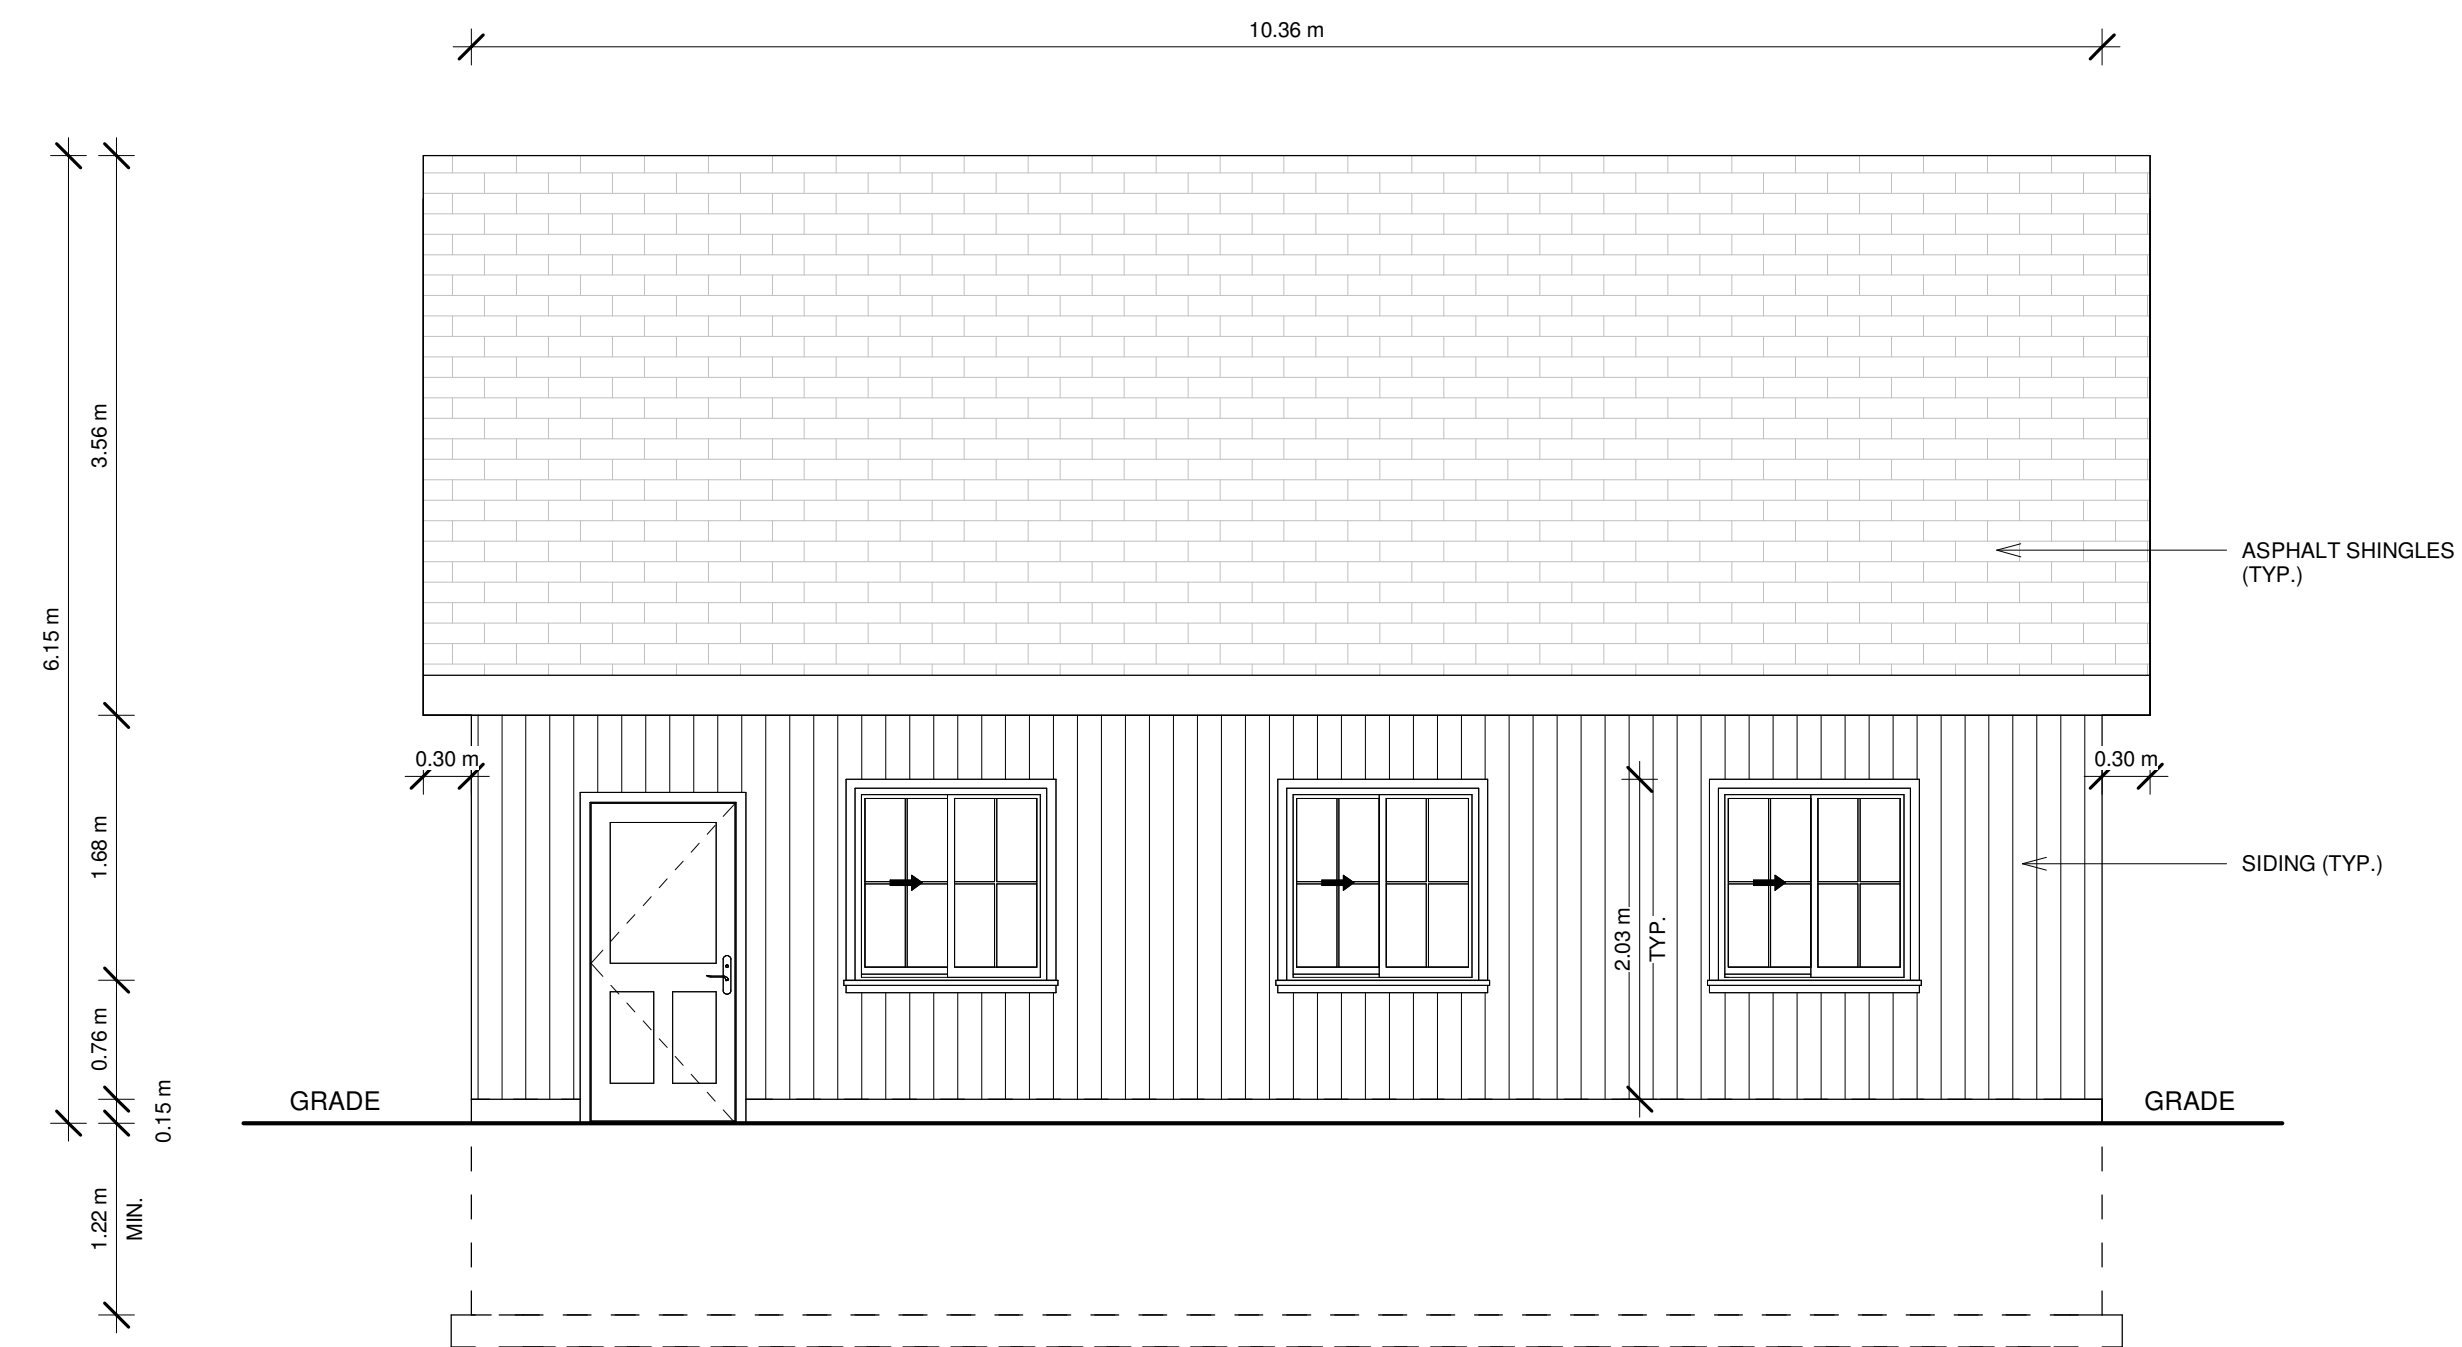 10.36 m
3.56 m
ASPHALT SHINGLES
(TYP.)
6.15 m
0.30 m
0.30 m
1.68 m
SIDING (TYP.)
2.03 m
TYP.
0.76 m
0.15 m
GRADE
GRADE
1.22 m
MIN.